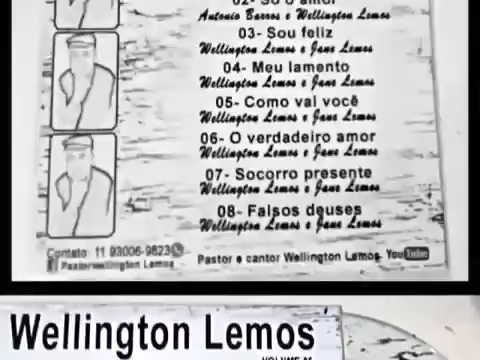 02- Só o amor
Antonio Barros e Wellington Lemos
03- Sou feliz
Wellington Lemos e Jane Lemos
04- Meu lamento
Wellington Lemos e Jane Lemos
05- Como vai você
Wellington Lemos e Jane Lemos
06- O verdadeiro amor
Wellington Lemos e Jane Lemos
07- Socorro presente
Wellington Lemos e Jane Lemos
08- Falsos deuses
Wellington Lemos e Jane Lemos
Contato 11 93006-9823
Pastorwellington Lemos
Pastor e cantor Wellington Lemos YouTube
Wellington Lemos